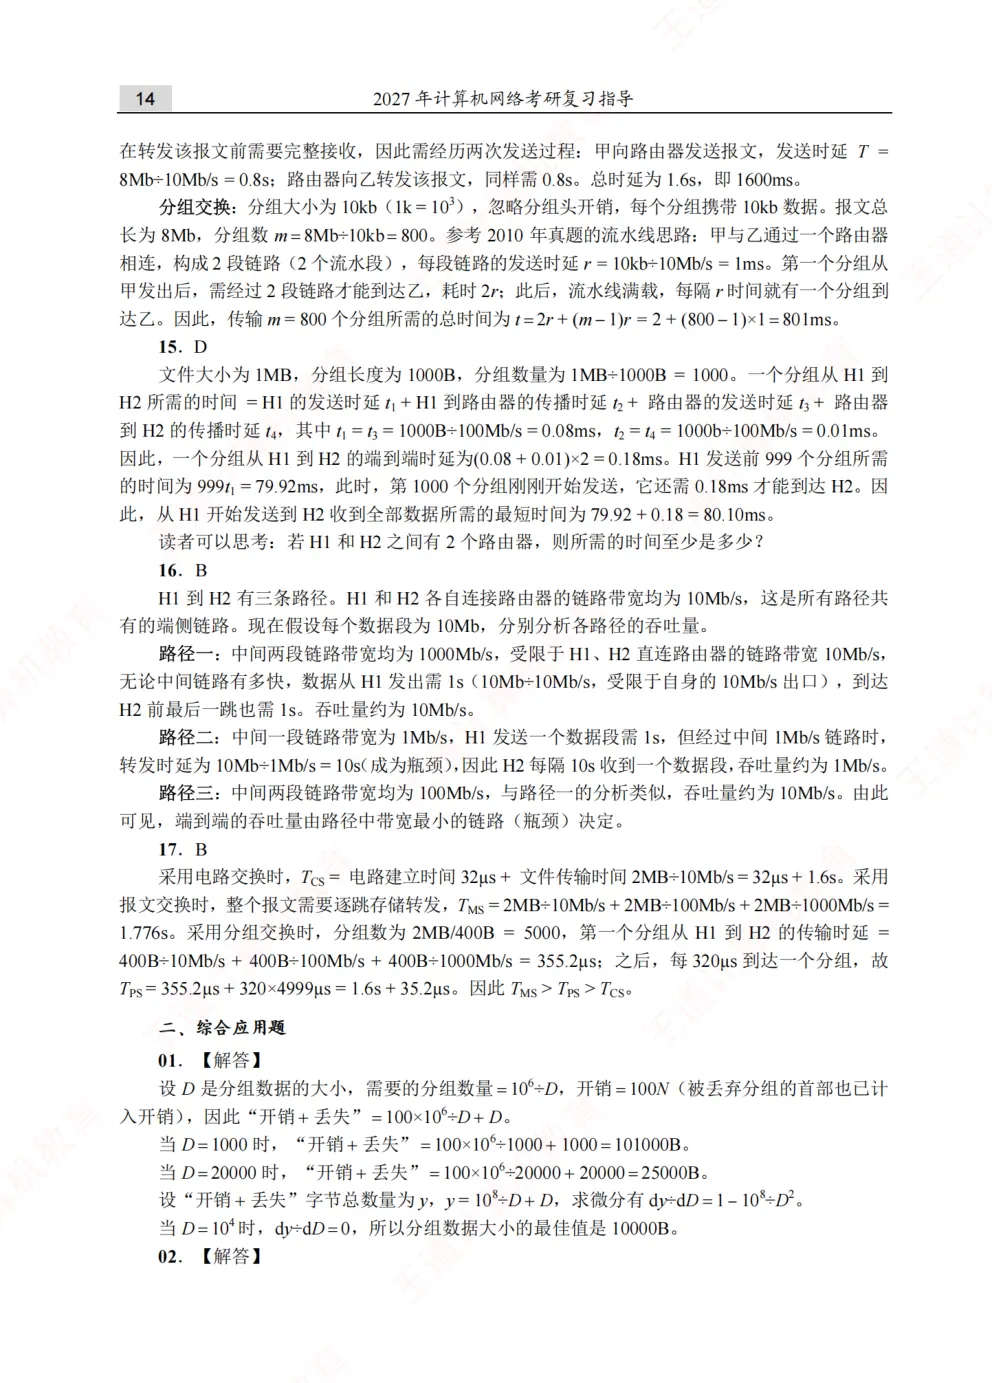 14
2027 年计算机网络考研复习指导
在转发该报文前需要完整接收，因此需经历两次发送过程：甲向路由器发送报文，发送时延 T =
8Mb÷10Mb/s = 0.8s；路由器向乙转发该报文，同样需 0.8s。总时延为 1.6s，即 1600ms。
分组交换：分组大小为 10kb（1k = 10³），忽略分组头开销，每个分组携带 10kb 数据。报文总
长为 8Mb，分组数 m = 8Mb÷10kb = 800。参考 2010 年真题的流水线思路：甲与乙通过一个路由器
相连，构成 2 段链路（2 个流水段），每段链路的发送时延 r = 10kb÷10Mb/s = 1ms。第一个分组从
甲发出后，需经过 2 段链路才能到达乙，耗时 2r；此后，流水线满载，每隔 r 时间就有一个分组到
达乙。因此，传输 m = 800 个分组所需的总时间为 t = 2r + (m – 1)r = 2 + (800 – 1)×1 = 801ms。
15．D
文件大小为 1MB，分组长度为 1000B，分组数量为 1MB÷1000B = 1000。一个分组从 H1 到
H2 所需的时间 = H1 的发送时延 t₁ + H1 到路由器的传播时延 t₂ + 路由器的发送时延 t₃ + 路由器
到 H2 的传播时延 t₄，其中 t₁ = t₃ = 1000B÷100Mb/s = 0.08ms，t₂ = t₄ = 1000b÷100Mb/s = 0.01ms。
因此，一个分组从 H1 到 H2 的端到端时延为(0.08 + 0.01)×2 = 0.18ms。H1 发送前 999 个分组所需
的时间为 999t₁ = 79.92ms，此时，第 1000 个分组刚刚开始发送，它还需 0.18ms 才能到达 H2。因
此，从 H1 开始发送到 H2 收到全部数据所需的最短时间为 79.92 + 0.18 = 80.10ms。
读者可以思考：若 H1 和 H2 之间有 2 个路由器，则所需的时间至少是多少？
16．B
H1 到 H2 有三条路径。H1 和 H2 各自连接路由器的链路带宽均为 10Mb/s，这是所有路径共
有的端侧链路。现在假设每个数据段为 10Mb，分别分析各路径的吞吐量。
路径一：中间两段链路带宽均为 1000Mb/s，受限于 H1、H2 直连路由器的链路带宽 10Mb/s，
无论中间链路有多快，数据从 H1 发出需 1s（10Mb÷10Mb/s，受限于自身的 10Mb/s 出口），到达
H2 前最后一跳也需 1s。吞吐量约为 10Mb/s。
路径二：中间一段链路带宽为 1Mb/s，H1 发送一个数据段需 1s，但经过中间 1Mb/s 链路时，
转发时延为 10Mb÷1Mb/s = 10s（成为瓶颈），因此 H2 每隔 10s 收到一个数据段，吞吐量约为 1Mb/s。
路径三：中间两段链路带宽均为 100Mb/s，与路径一的分析类似，吞吐量约为 10Mb/s。由此
可见，端到端的吞吐量由路径中带宽最小的链路（瓶颈）决定。
17．B
采用电路交换时，T_CS = 电路建立时间 32μs + 文件传输时间 2MB÷10Mb/s = 32μs + 1.6s。采用
报文交换时，整个报文需要逐跳存储转发，T_MS = 2MB÷10Mb/s + 2MB÷100Mb/s + 2MB÷1000Mb/s =
1.776s。采用分组交换时，分组数为 2MB/400B = 5000，第一个分组从 H1 到 H2 的传输时延 =
400B÷10Mb/s + 400B÷100Mb/s + 400B÷1000Mb/s = 355.2μs；之后，每 320μs 到达一个分组，故
T_PS = 355.2μs + 320×4999μs = 1.6s + 35.2μs。因此 T_MS > T_PS > T_CS。
二、综合应用题
01．【解答】
设 D 是分组数据的大小，需要的分组数量 = 10⁶÷D，开销 = 100N（被丢弃分组的首部也已计
入开销），因此“开销 + 丢失” = 100×10⁶÷D + D。
当 D = 1000 时，“开销 + 丢失” = 100×10⁶÷1000 + 1000 = 101000B。
当 D = 20000 时，“开销 + 丢失” = 100×10⁶÷20000 + 20000 = 25000B。
设“开销 + 丢失”字节总数量为 y，y = 10⁸÷D + D，求微分有 dy÷dD = 1 – 10⁸÷D²。
当 D = 10⁴ 时，dy÷dD = 0，所以分组数据大小的最佳值是 10000B。
02．【解答】